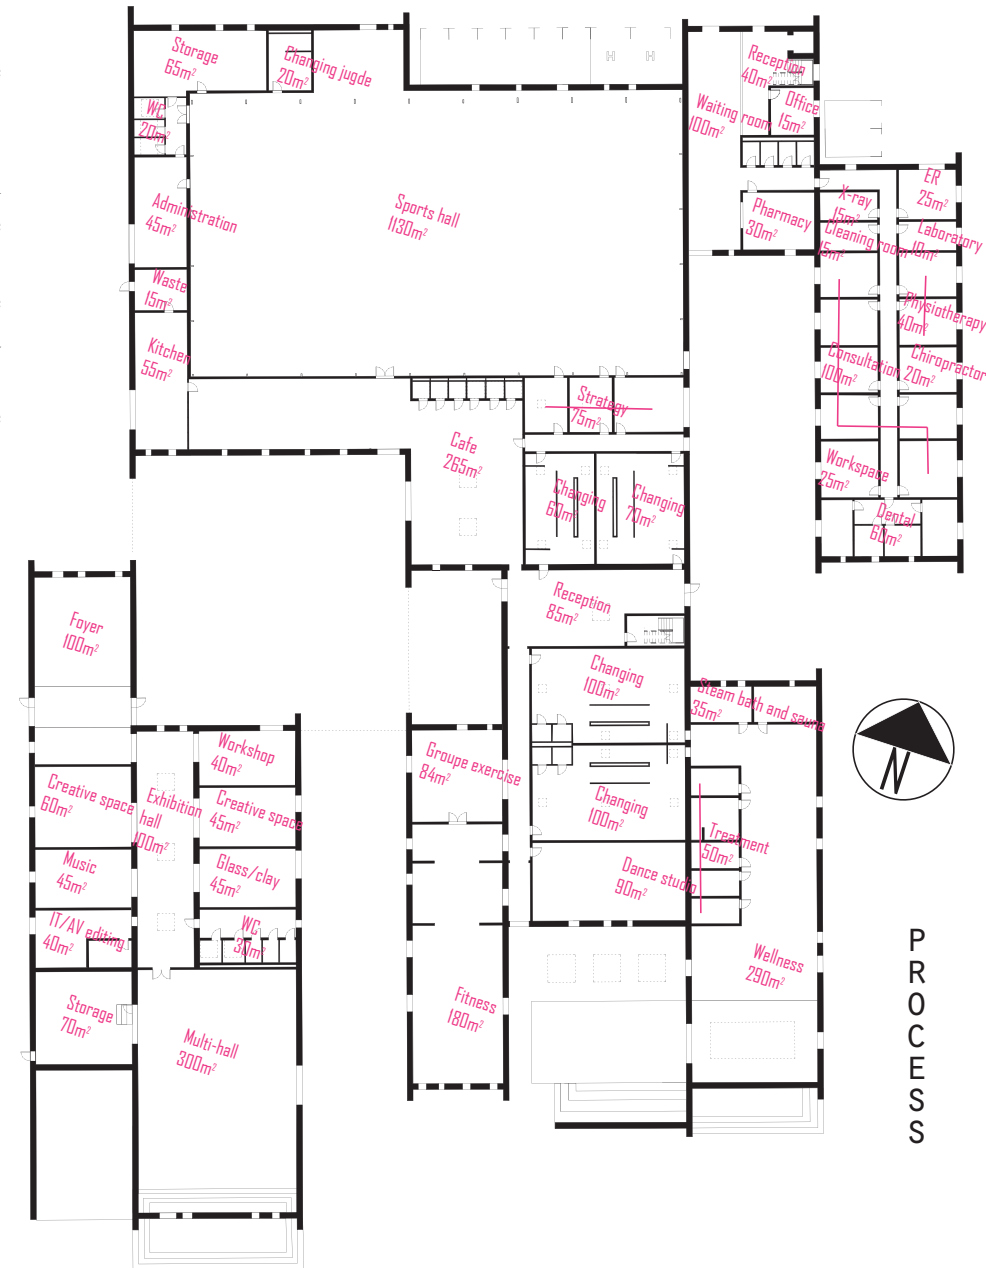 Storage
65m²
Changing jugde
20m²
WC
20m²
Administration
45m²
Waste
15m²
Kitchen
55m²
Sports hall
1130m²
H H
Reception
40m²
Office
15m²
Waiting room
100m²
Pharmacy
30m²
X-ray
15m²
ER
25m²
Cleaning room
15m²
Laboratory
10m²
Physiotherapy
40m²
Consultation
100m²
Chiropractor
20m²
Workspace
25m²
Dental
60m²
Strategy
75m²
Cafe
265m²
Changing
60m²
Changing
70m²
Reception
85m²
Foyer
100m²
Changing
100m²
Steam bath and sauna
35m²
Workshop
40m²
Groupe exercise
84m²
Creative space
60m²
Exhibition
hall
100m²
Creative space
45m²
Changing
100m²
Treatment
50m²
Music
45m²
Glass/clay
45m²
Dance studio
90m²
IT/AV editing
40m²
WC
30m²
Wellness
290m²
Storage
70m²
Multi-hall
300m²
Fitness
180m²
N
PROCESS